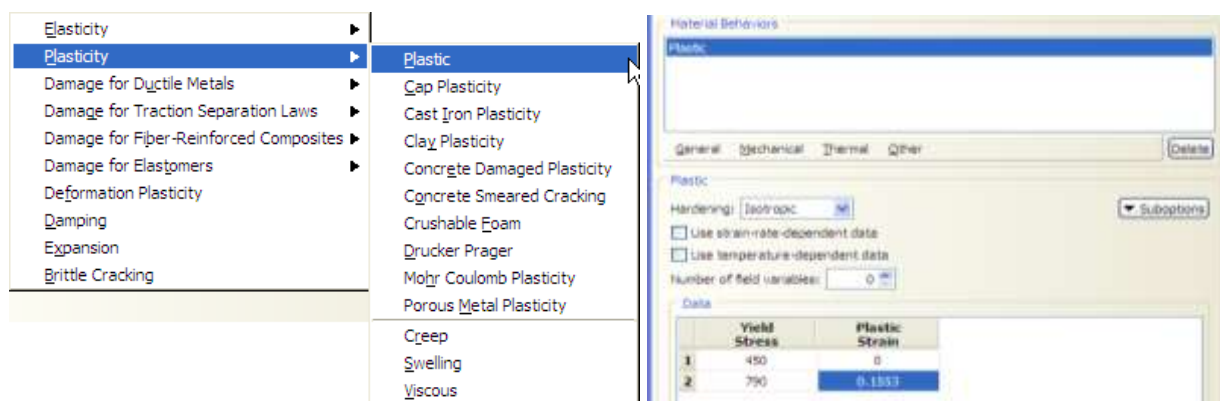 Elasticity
Plasticity
Damage for Ductile Metals
Damage for Traction Separation Laws
Damage for Fiber-Reinforced Composites
Damage for Elastomers
Deformation Plasticity
Damping
Expansion
Brittle Cracking
Plastic
Cap Plasticity
Cast Iron Plasticity
Clay Plasticity
Concrete Damaged Plasticity
Concrete Smeared Cracking
Crushable Foam
Drucker Prager
Mohr Coulomb Plasticity
Porous Metal Plasticity
Creep
Swelling
Viscous
Material Behaviors
Plastic
General Mechanical Thermal Other Delete
Plastic
Hardening: Isotropic Suboptions
Use strain-rate-dependent data
Use temperature-dependent data
Number of field variables: 0
Data
Yield Stress Plastic Strain
1 450 0
2 790 0.1553